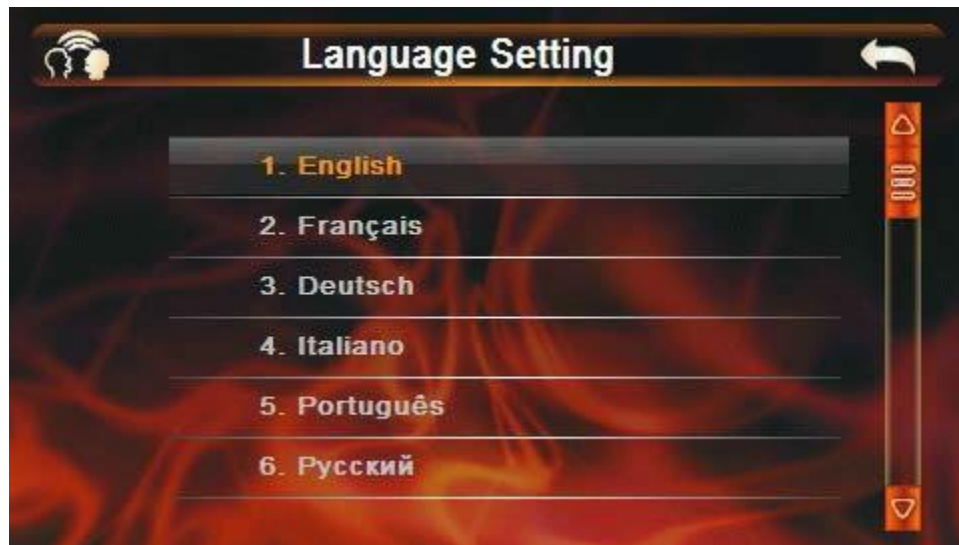 Language Setting
1. English
2. Français
3. Deutsch
4. Italiano
5. Português
6. Русский